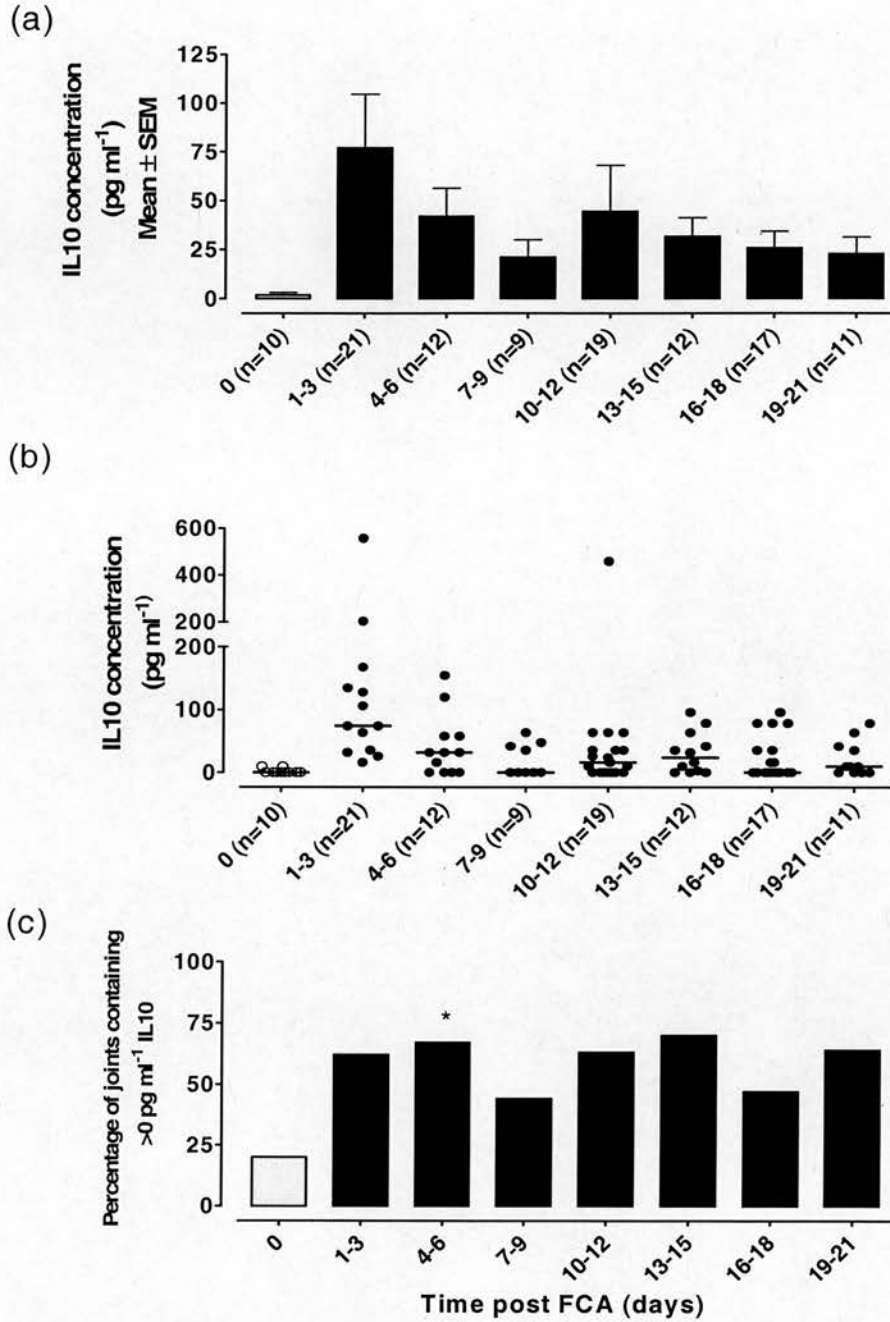 (a)
IL10 concentration
(pg ml⁻¹)
Mean ± SEM
125
100
75
50
25
0
0 (n=10)
1-3 (n=21)
4-6 (n=12)
7-9 (n=9)
10-12 (n=19)
13-15 (n=12)
16-18 (n=17)
19-21 (n=11)
(b)
IL10 concentration
(pg ml⁻¹)
600
400
200
200
100
0
0 (n=10)
1-3 (n=21)
4-6 (n=12)
7-9 (n=9)
10-12 (n=19)
13-15 (n=12)
16-18 (n=17)
19-21 (n=11)
(c)
Percentage of joints containing
>0 pg ml⁻¹ IL10
100
75
50
25
0
*
0
1-3
4-6
7-9
10-12
13-15
16-18
19-21
Time post FCA (days)